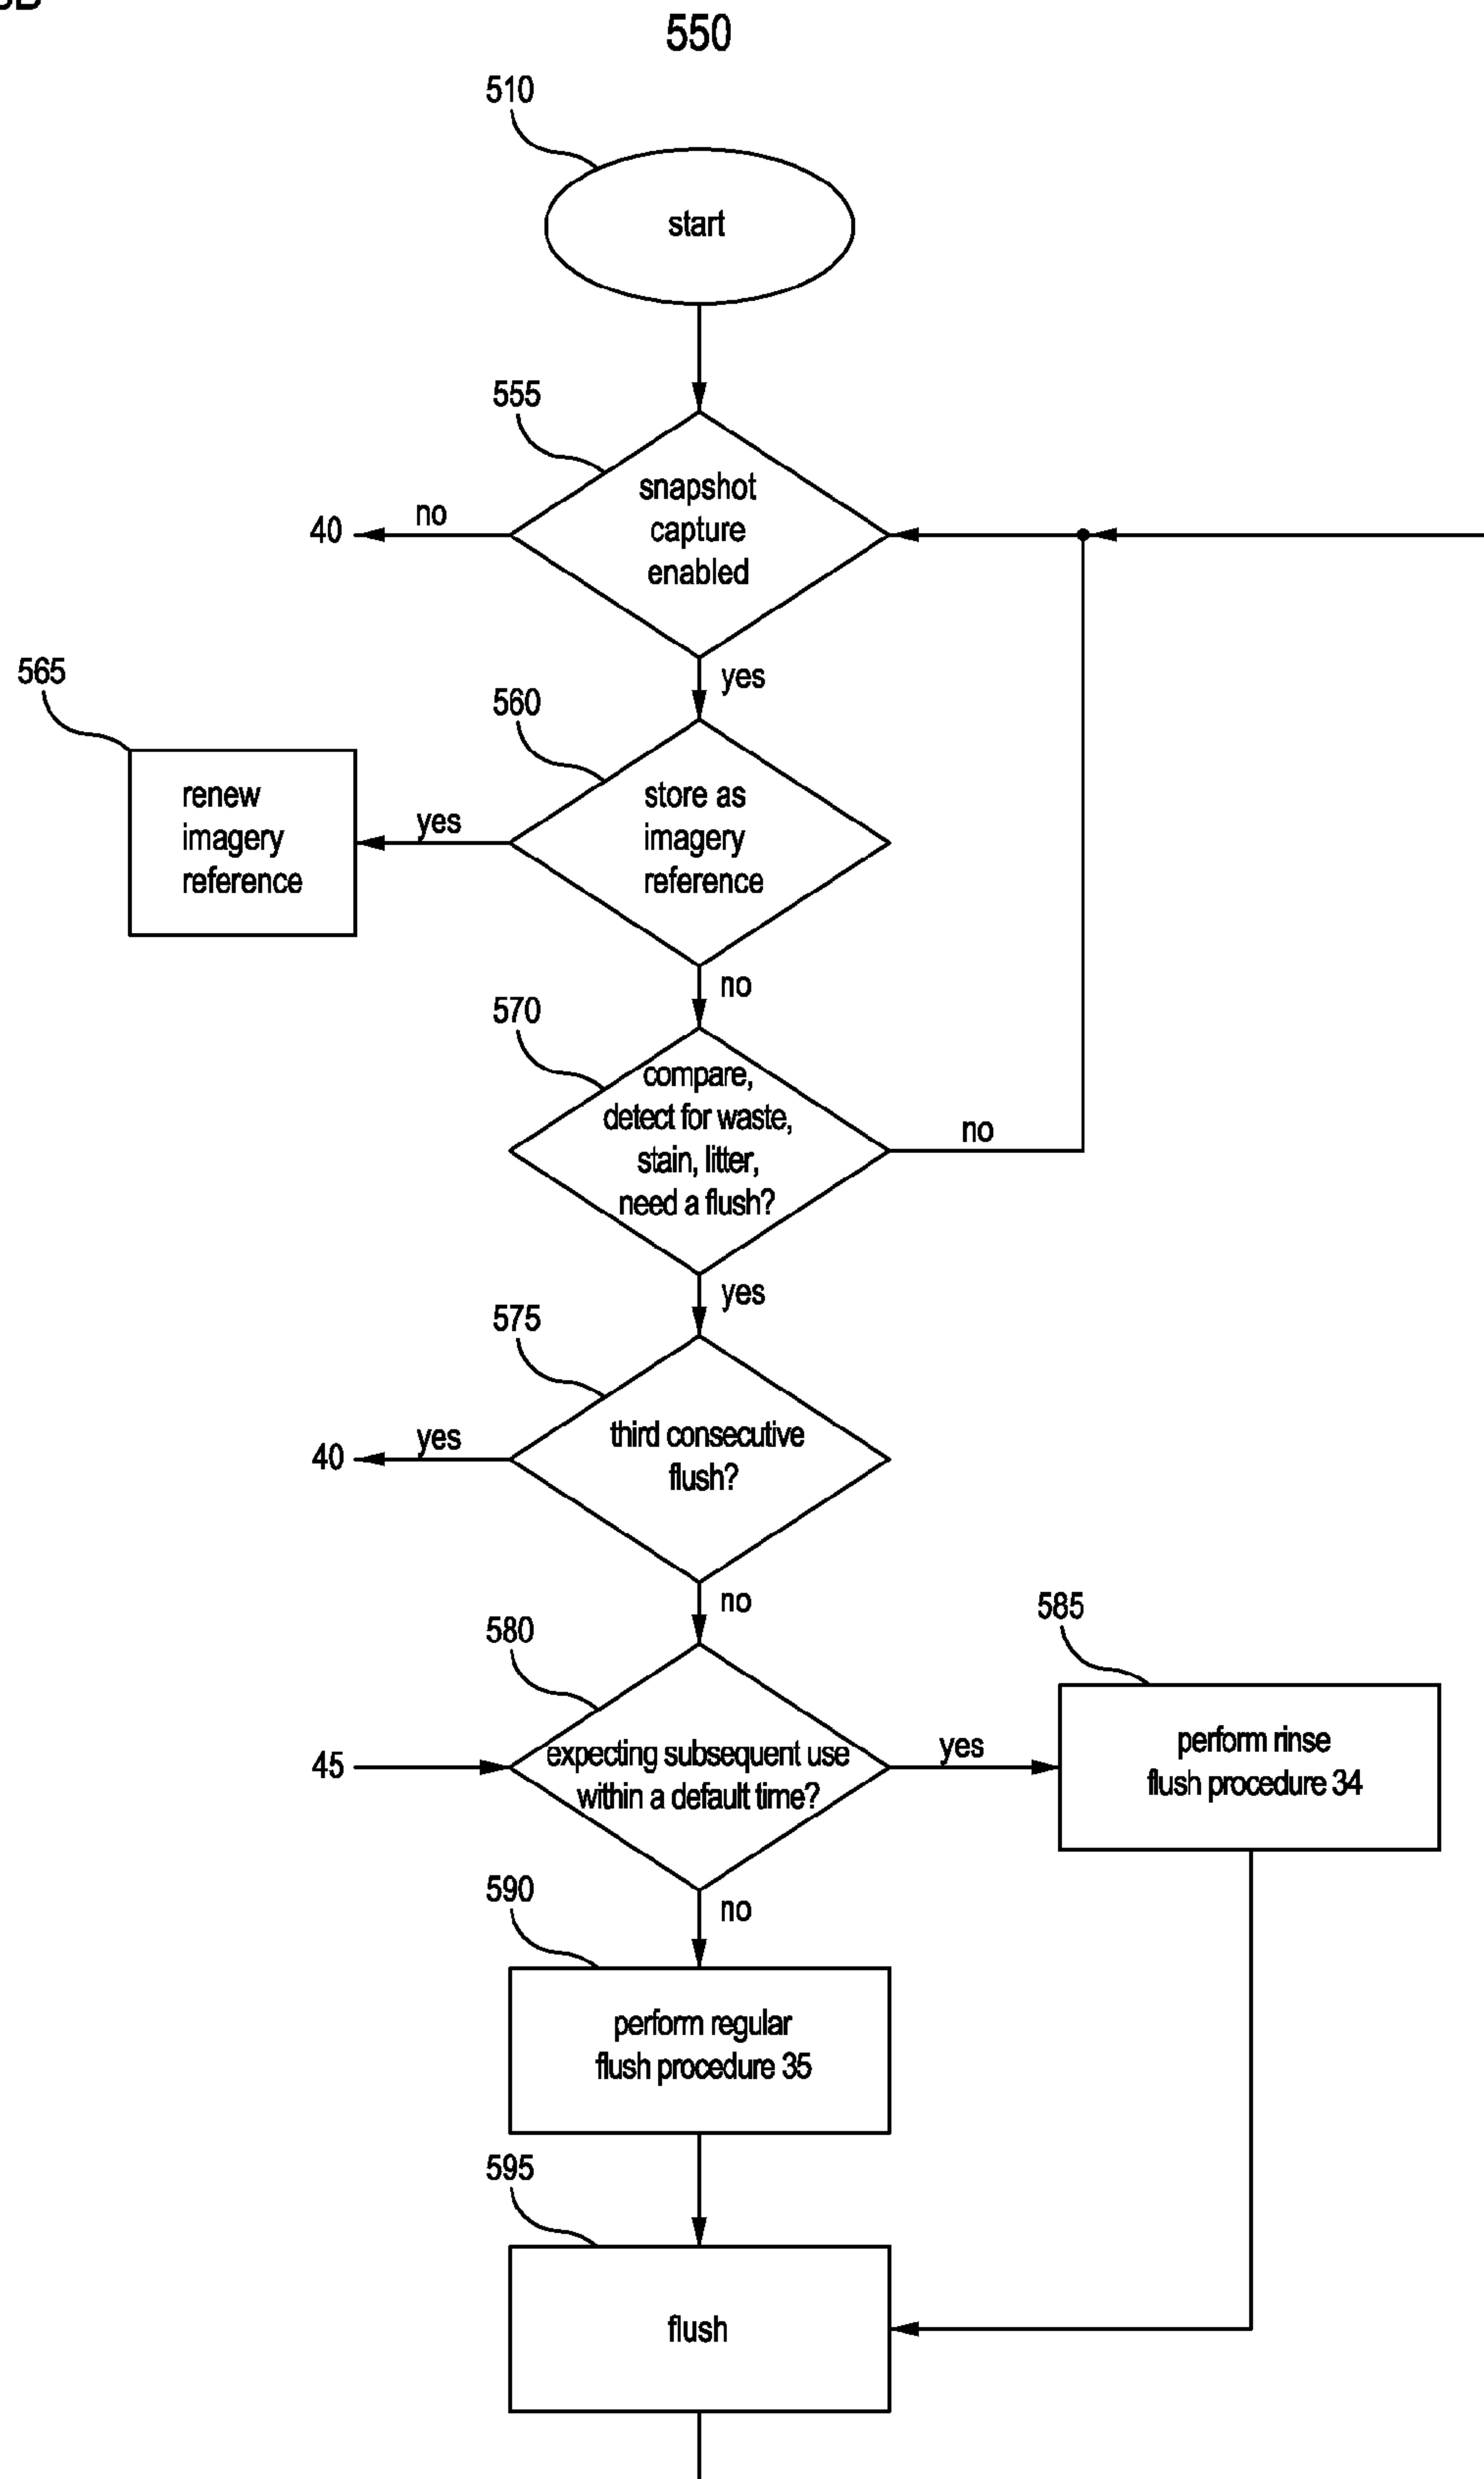 550
510
start
555
snapshot
capture
enabled
no
40
yes
565
560
renew
imagery
reference
yes
store as
imagery
reference
no
570
compare,
detect for waste,
stain, litter,
need a flush?
no
yes
575
third consecutive
flush?
yes
40
no
580
585
45
expecting subsequent use
within a default time?
yes
perform rinse
flush procedure 34
no
590
perform regular
flush procedure 35
595
flush